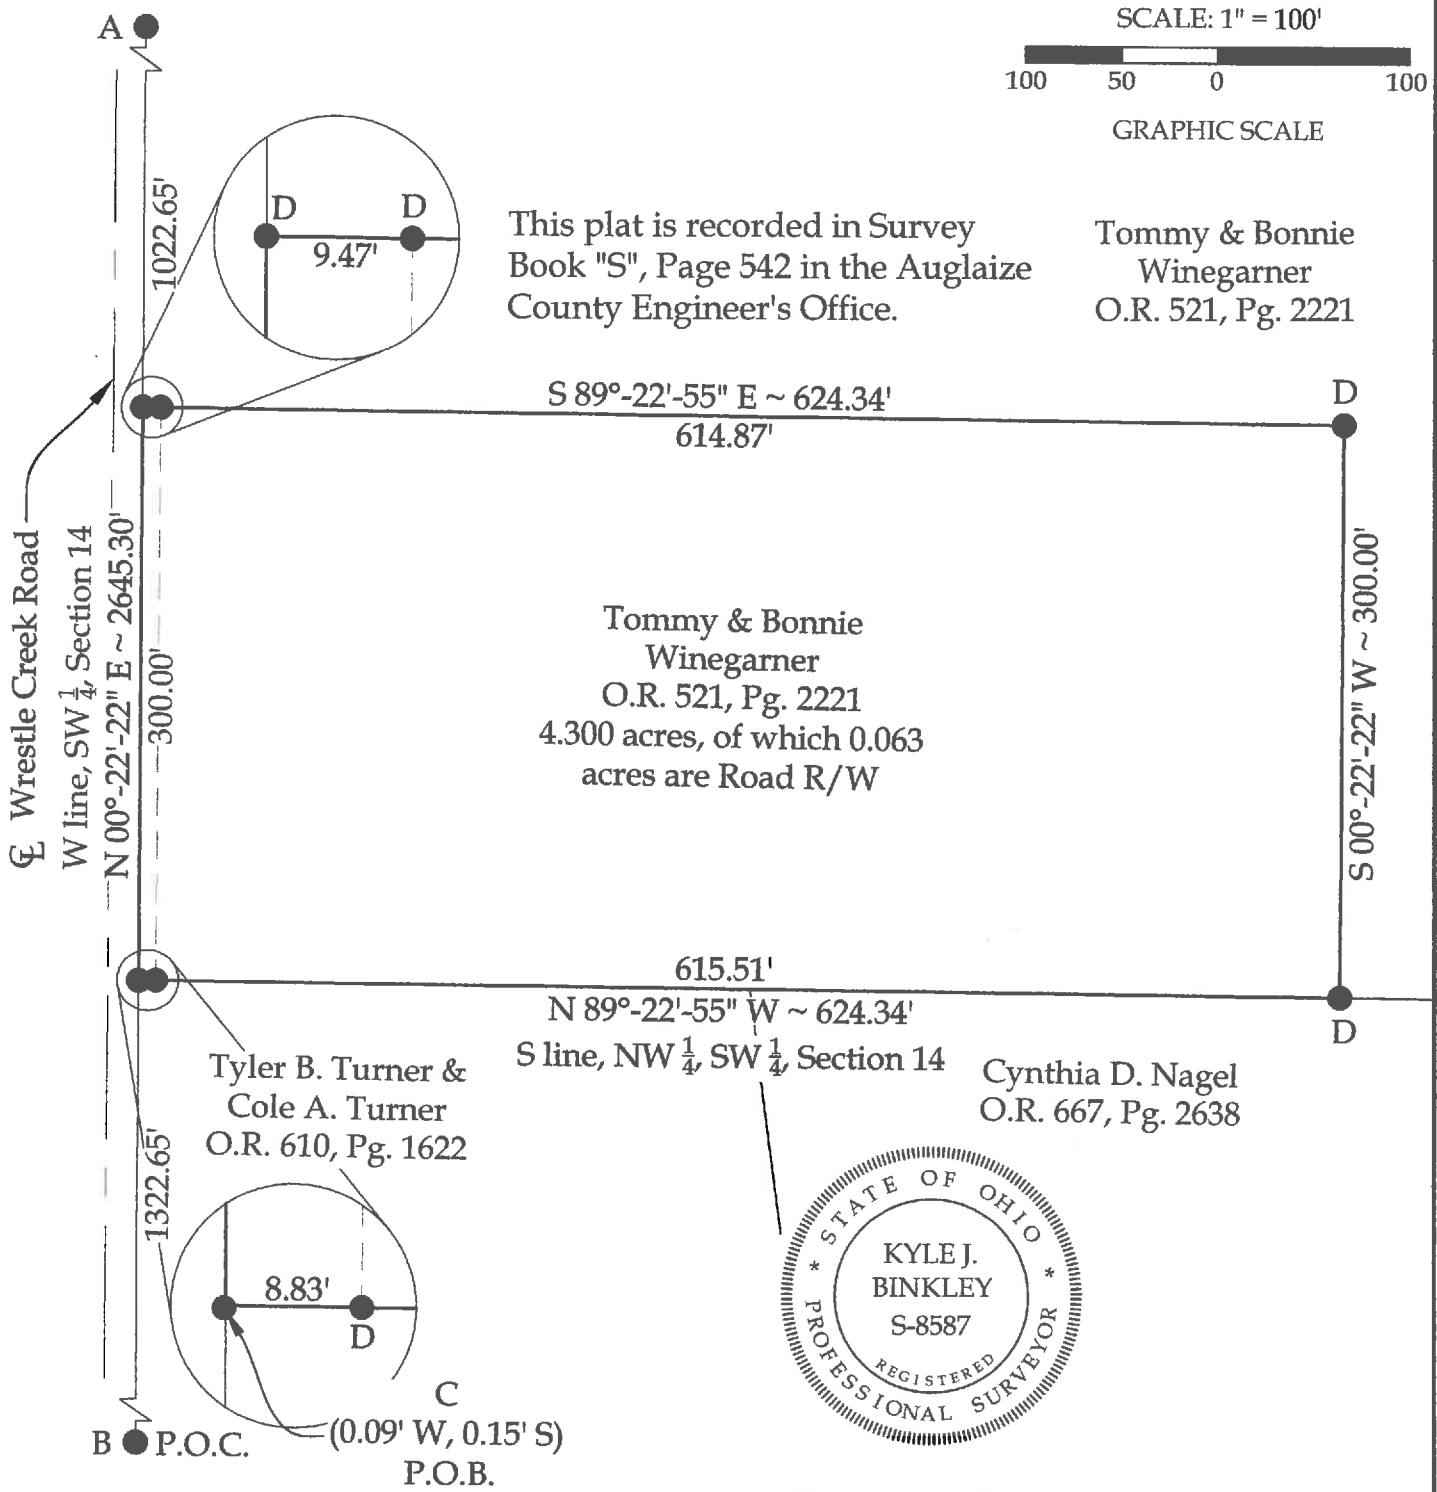 A
SCALE: 1" = 100'
100 50 0 100
GRAPHIC SCALE
1022.65'
D D
9.47'
This plat is recorded in Survey
Book "S", Page 542 in the Auglaize
County Engineer's Office.
Tommy & Bonnie
Winegarner
O.R. 521, Pg. 2221
S 89°-22'-55" E ~ 624.34'
614.87'
D
℄ Wrestle Creek Road
W line, SW 1/4, Section 14
N 00°-22'-22" E ~ 2645.30'
300.00'
Tommy & Bonnie
Winegarner
O.R. 521, Pg. 2221
4.300 acres, of which 0.063
acres are Road R/W
S 00°-22'-22" W ~ 300.00'
615.51'
N 89°-22'-55" W ~ 624.34'
S line, NW 1/4, SW 1/4, Section 14
D
Tyler B. Turner &
Cole A. Turner
O.R. 610, Pg. 1622
Cynthia D. Nagel
O.R. 667, Pg. 2638
1322.65'
8.83'
D
C
(0.09' W, 0.15' S)
P.O.B.
B P.O.C.
* STATE OF OHIO *
KYLE J.
BINKLEY
S-8587
REGISTERED
PROFESSIONAL SURVEYOR